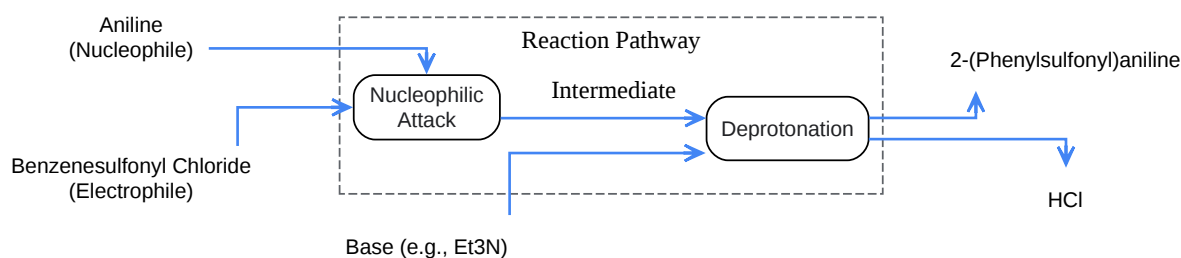 Aniline
(Nucleophile)
Reaction Pathway
2-(Phenylsulfonyl)aniline
Nucleophilic
Attack
Intermediate
Deprotonation
Benzenesulfonyl Chloride
(Electrophile)
HCl
Base (e.g., Et3N)